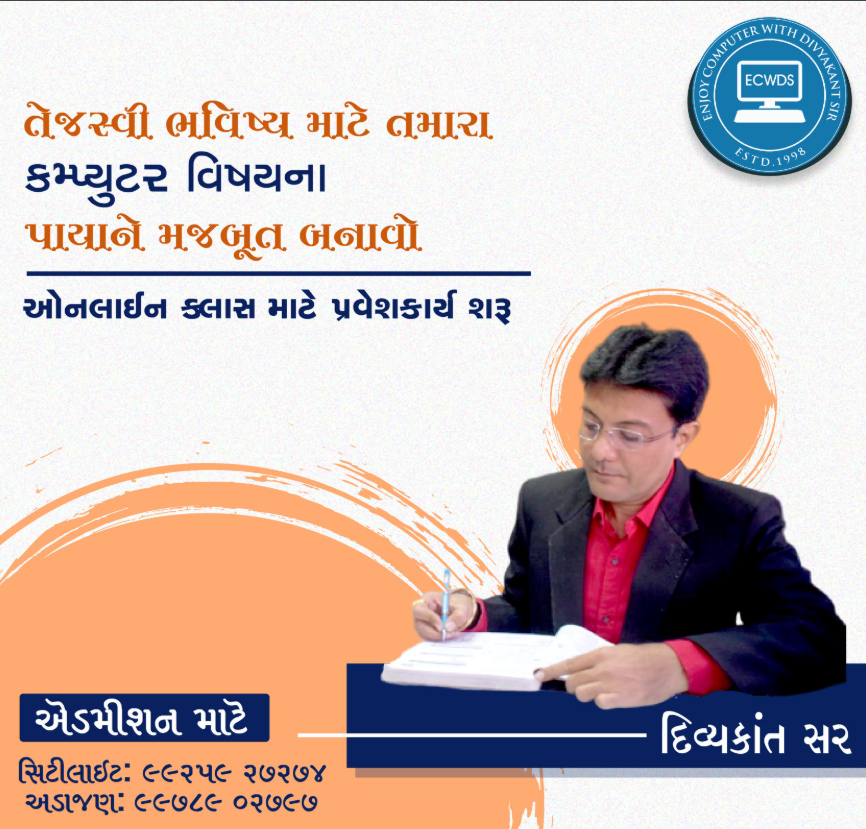 ENJOY COMPUTER WITH DIVYAKANT SIR
ECWDS
ESTD.1998
તેજસ્વી ભવિષ્ય માટે તમારા
કમ્પ્યુટર વિષયના
પાયાને મજબૂત બનાવો
ઓનલાઈન ક્લાસ માટે પ્રવેશકાર્ય શરૂ
એડમીશન માટે
દિવ્યકાંત સર
સિટીલાઇટ: ૯૯૨૫૯ ૨૭૨૭૪
અડાજણ: ૯૯૭૮૯ ૦૨૭૯૭